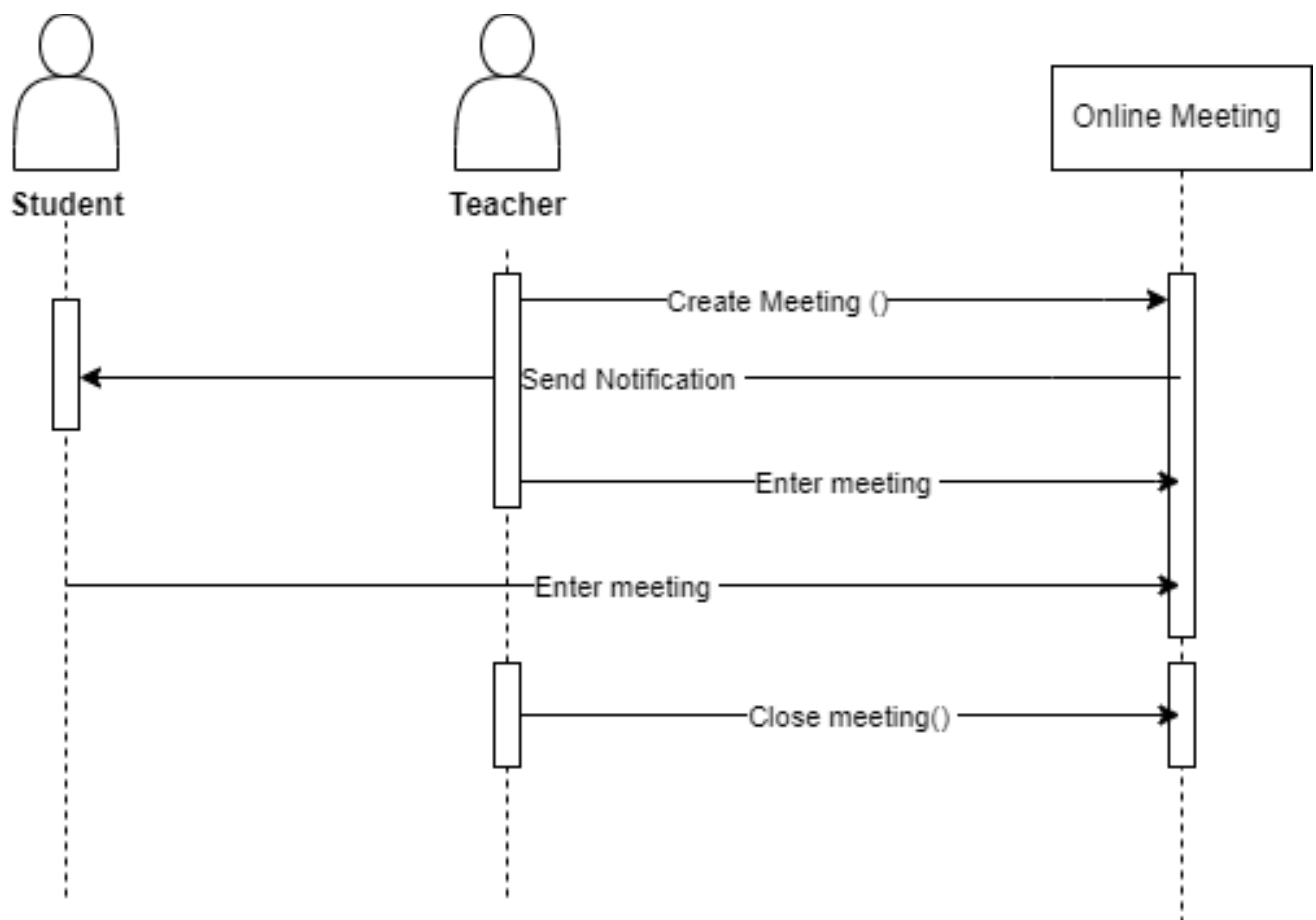 Online Meeting
Student
Teacher
Create Meeting ()
Send Notification
Enter meeting
Enter meeting
Close meeting()